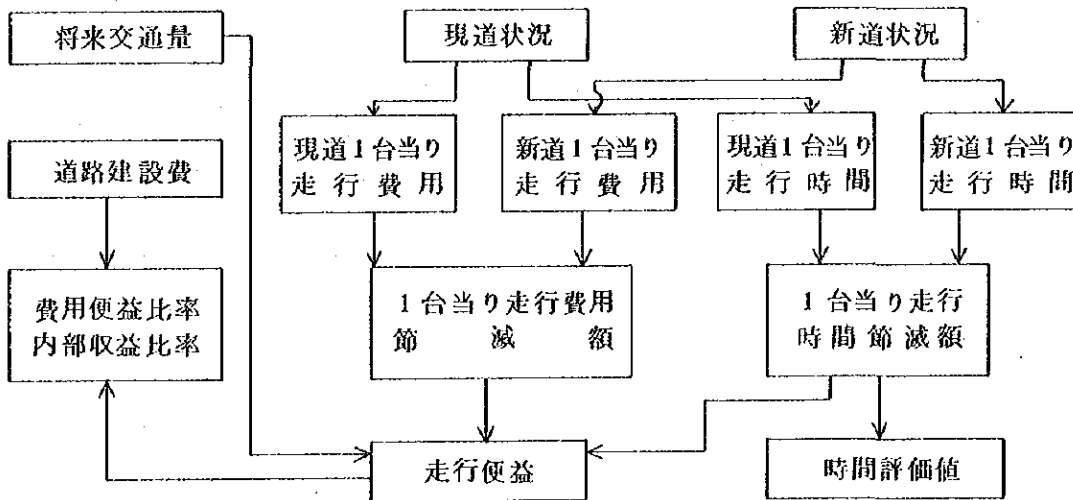 将来交通量
現道状況
新道状況
現道1台当り
走行費用
新道1台当り
走行費用
現道1台当り
走行時間
新道1台当り
走行時間
道路建設費
費用便益比率
内部収益比率
1台当り走行費用
節減額
1台当り走行
時間節減額
走行便益
時間評価値